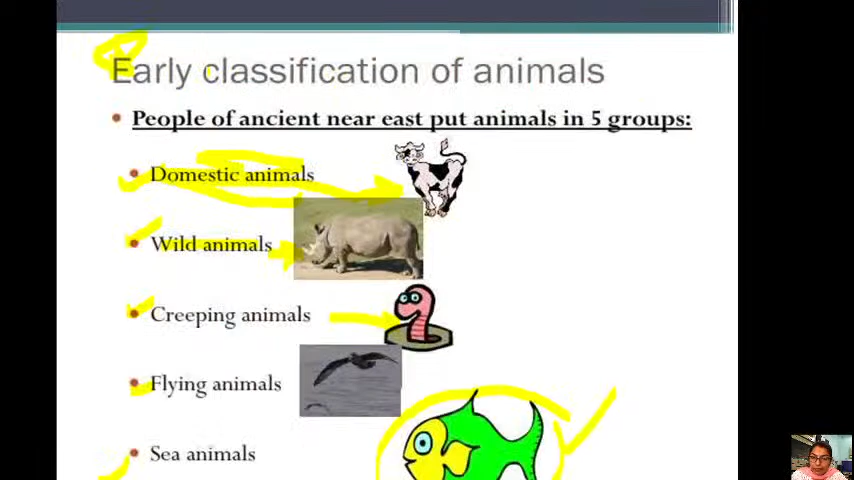 Early classification of animals
People of ancient near east put animals in 5 groups:
Domestic animals
Wild animals
Creeping animals
Flying animals
Sea animals